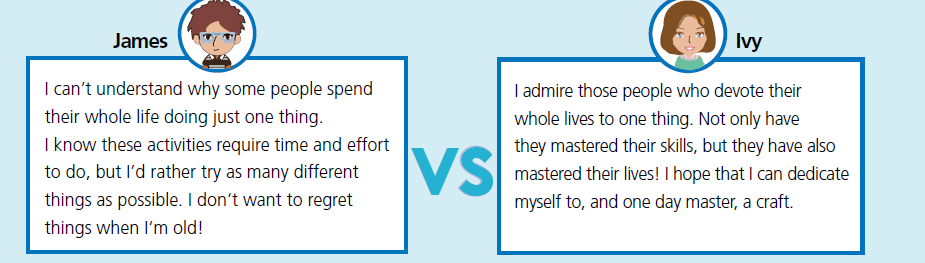 James
I can't understand why some people spend
their whole life doing just one thing.
I know these activities require time and effort
to do, but I'd rather try as many different
things as possible. I don't want to regret
things when I'm old!
VS
Ivy
I admire those people who devote their
whole lives to one thing. Not only have
they mastered their skills, but they have also
mastered their lives! I hope that I can dedicate
myself to, and one day master, a craft.